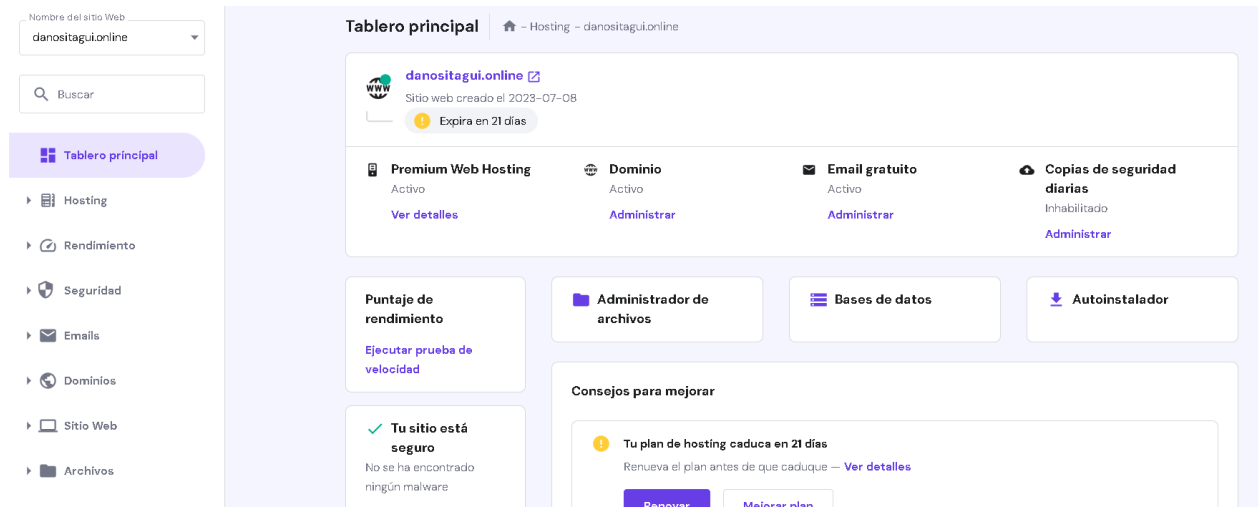 Nombre del sitio Web
danositagui.online
Buscar
Tablero principal
Hosting
Rendimiento
Seguridad
Emails
Dominios
Sitio Web
Archivos
Tablero principal
- Hosting - danositagui.online
danositagui.online
Sitio web creado el 2023-07-08
Expira en 21 días
Premium Web Hosting
Activo
Ver detalles
Dominio
Activo
Administrar
Email gratuito
Activo
Administrar
Copias de seguridad
diarias
Inhabilitado
Administrar
Puntaje de
rendimiento
Ejecutar prueba de
velocidad
Tu sitio está
seguro
No se ha encontrado
ningún malware
Administrador de
archivos
Bases de datos
Autoinstalador
Consejos para mejorar
Tu plan de hosting caduca en 21 días
Renueva el plan antes de que caduque — Ver detalles
Renovar
Mejorar plan